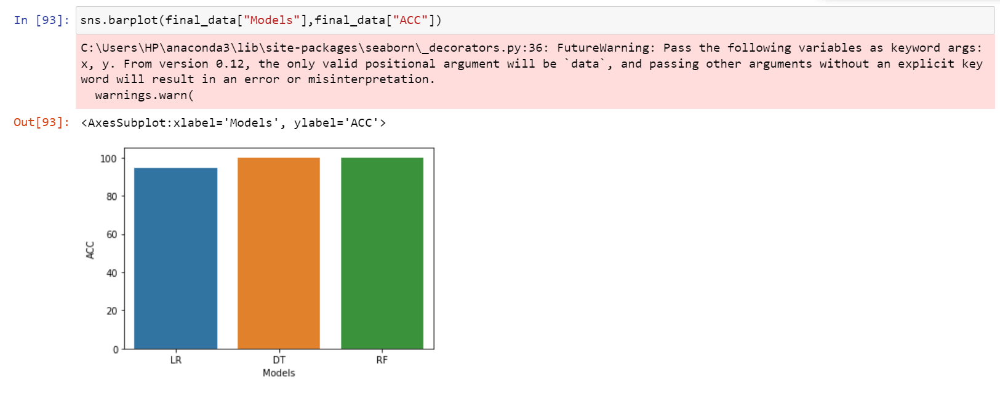 In [93]: sns.barplot(final_data["Models"],final_data["ACC"])
C:\Users\HP\anaconda3\lib\site-packages\seaborn\_decorators.py:36: FutureWarning: Pass the following variables as keyword args:
x, y. From version 0.12, the only valid positional argument will be `data`, and passing other arguments without an explicit key
word will result in an error or misinterpretation.
  warnings.warn(
Out[93]: <AxesSubplot:xlabel='Models', ylabel='ACC'>
100
80
60
40
20
0
ACC
LR DT RF
Models